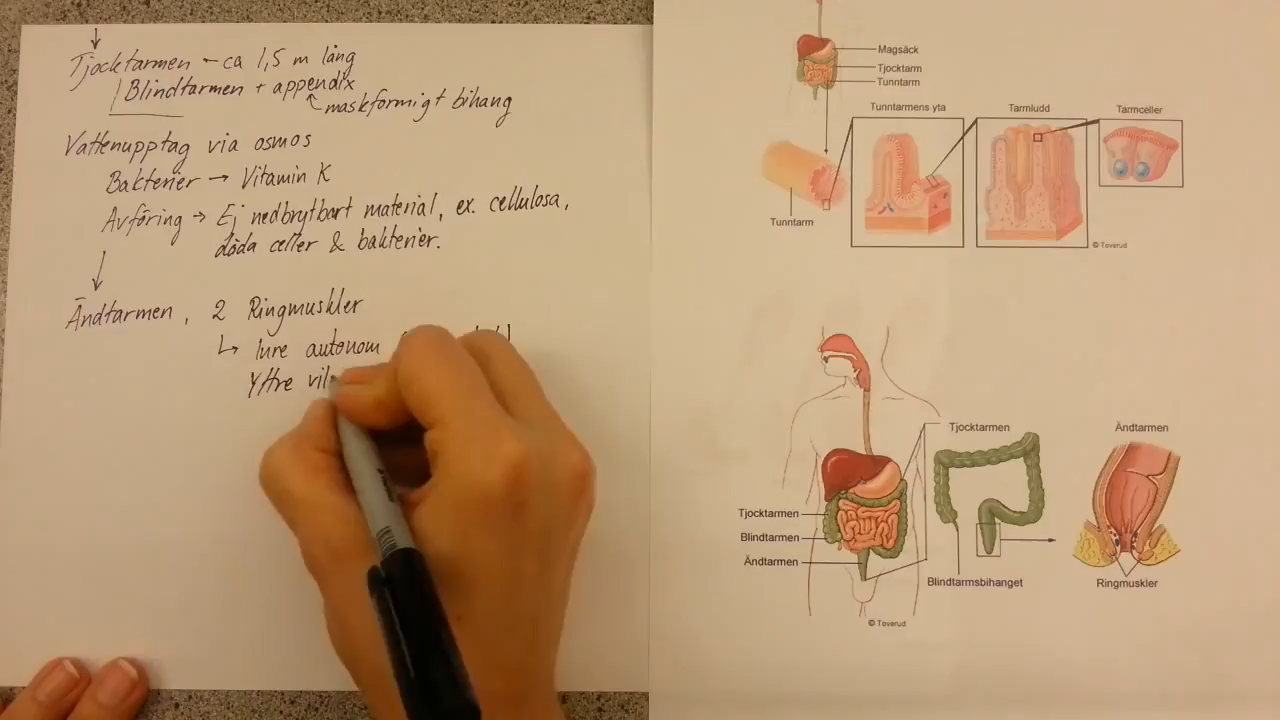 Tjocktarmen – ca 1,5 m lång
Blindtarmen + appendix
maskformigt bihang
Vattenupptag via osmos
Bakterier → Vitamin K
Avföring → Ej nedbrytbart material, ex. cellulosa,
döda celler & bakterier.
Ändtarmen, 2 Ringmuskler
Inre autonom
Yttre
Magsäck
Tjocktarm
Tunntarm
Tunntarmens yta
Tarmludd
Tarmceller
Tunntarm
© Toverud
Tjocktarmen
Ändtarmen
Tjocktarmen
Blindtarmen
Ändtarmen
Blindtarmsbihanget
Ringmuskler
© Toverud